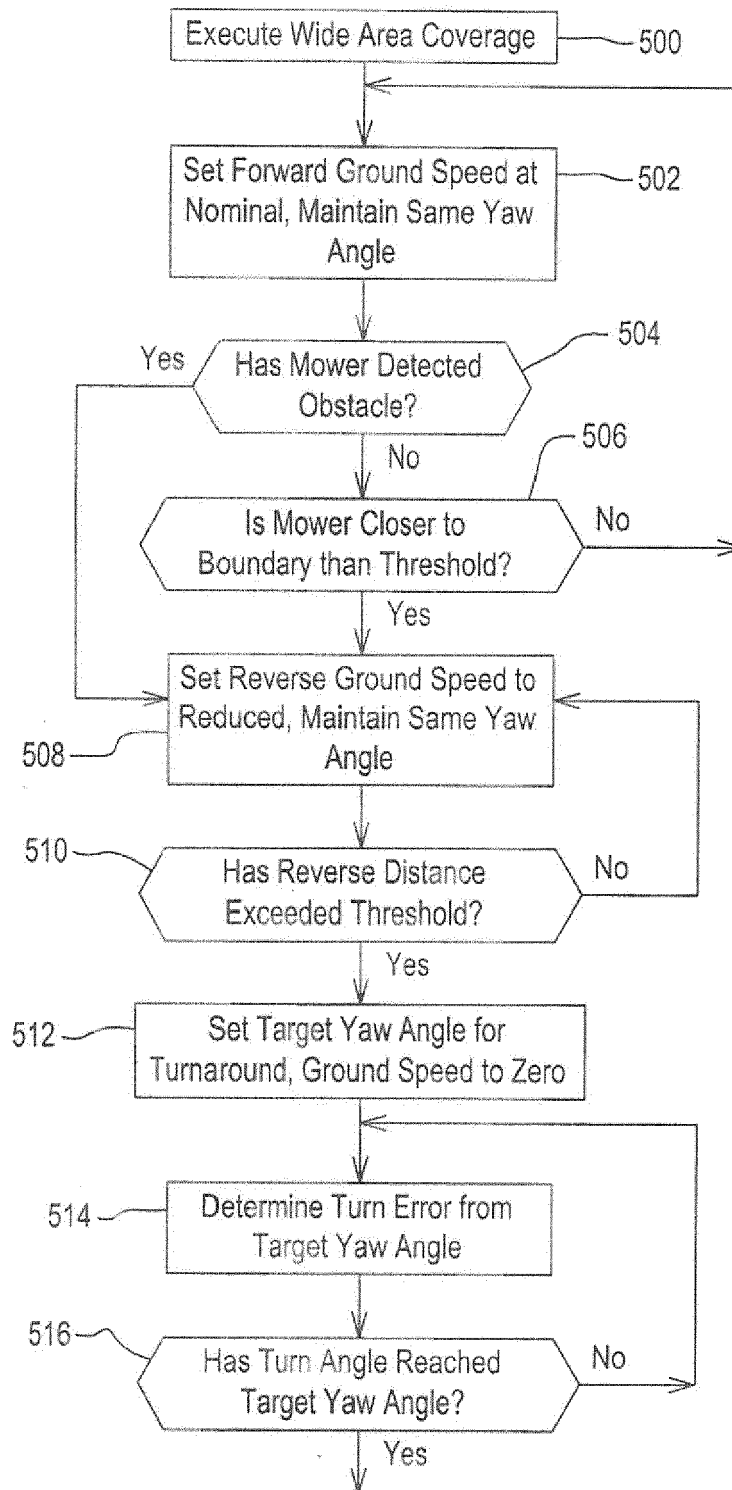 Execute Wide Area Coverage
500
Set Forward Ground Speed at
Nominal, Maintain Same Yaw
Angle
502
Yes
Has Mower Detected
Obstacle?
504
No
506
Is Mower Closer to
Boundary than Threshold?
No
Yes
Set Reverse Ground Speed to
Reduced, Maintain Same Yaw
Angle
508
510
Has Reverse Distance
Exceeded Threshold?
No
Yes
512
Set Target Yaw Angle for
Turnaround, Ground Speed to Zero
514
Determine Turn Error from
Target Yaw Angle
516
Has Turn Angle Reached
Target Yaw Angle?
No
Yes